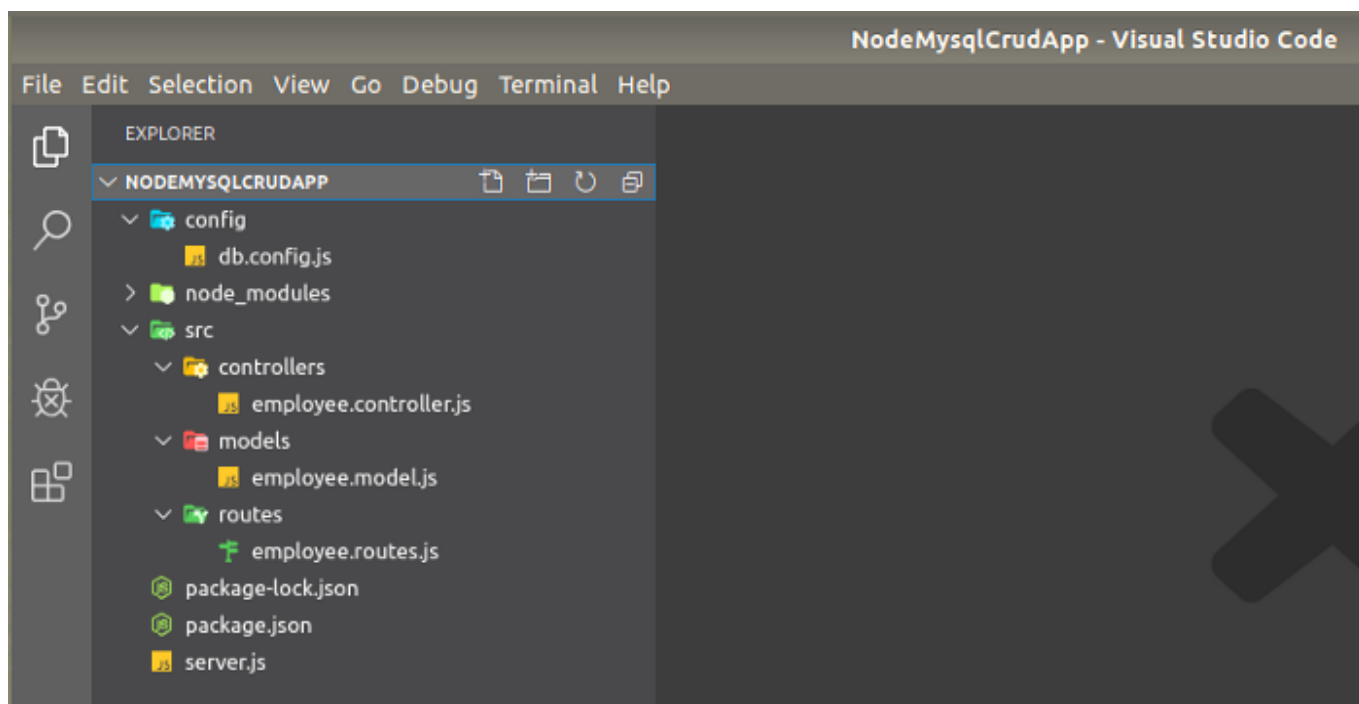 NodeMysqlCrudApp - Visual Studio Code
File Edit Selection View Go Debug Terminal Help
EXPLORER
NODEMYSQLCRUDAPP
config
db.config.js
node_modules
src
controllers
employee.controller.js
models
employee.model.js
routes
employee.routes.js
package-lock.json
package.json
server.js